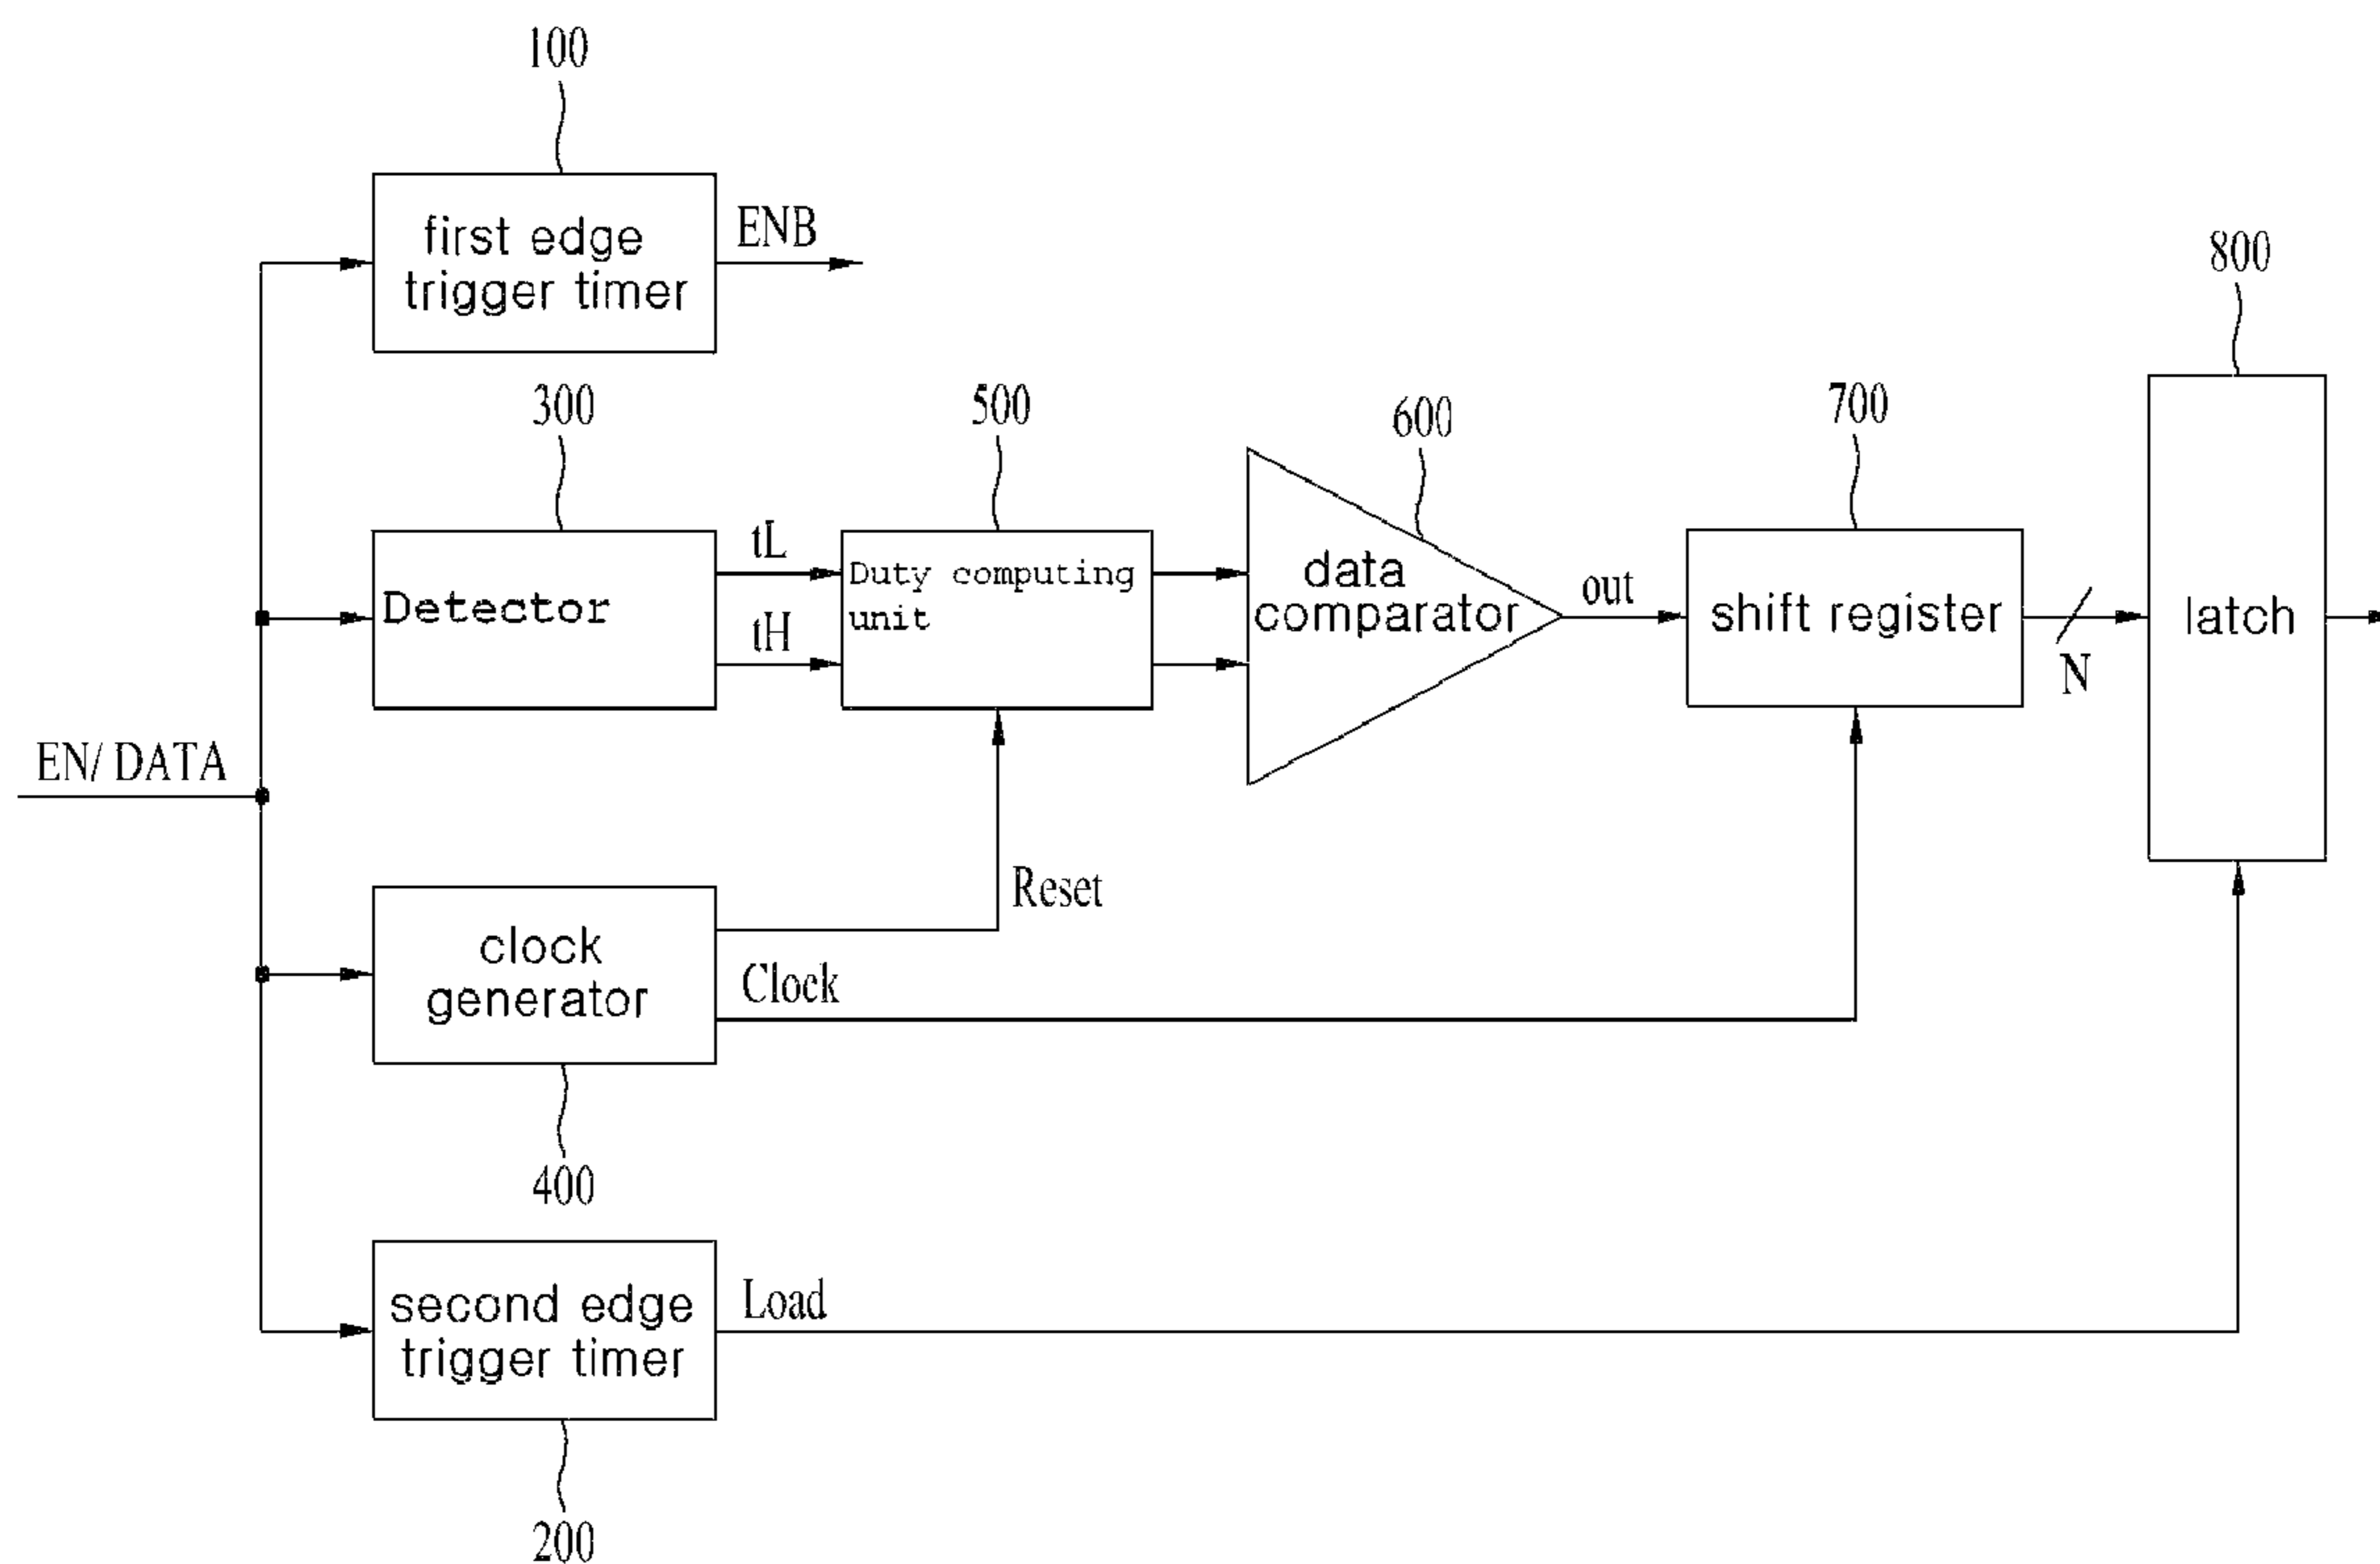 100
first edge
trigger timer
ENB
300
Detector
tL
tH
500
Duty computing
unit
600
data
comparator
out
700
shift register
N
800
latch
EN/ DATA
clock
generator
Reset
Clock
400
second edge
trigger timer
Load
200